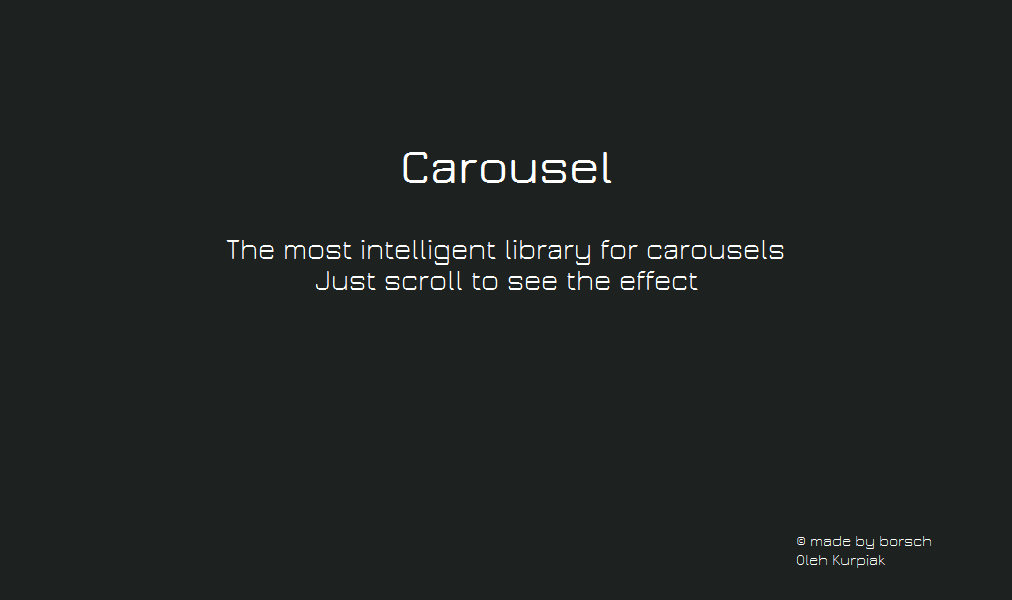 Carousel
The most intelligent library for carousels
Just scroll to see the effect
© made by borsch
Oleh Kurpiak